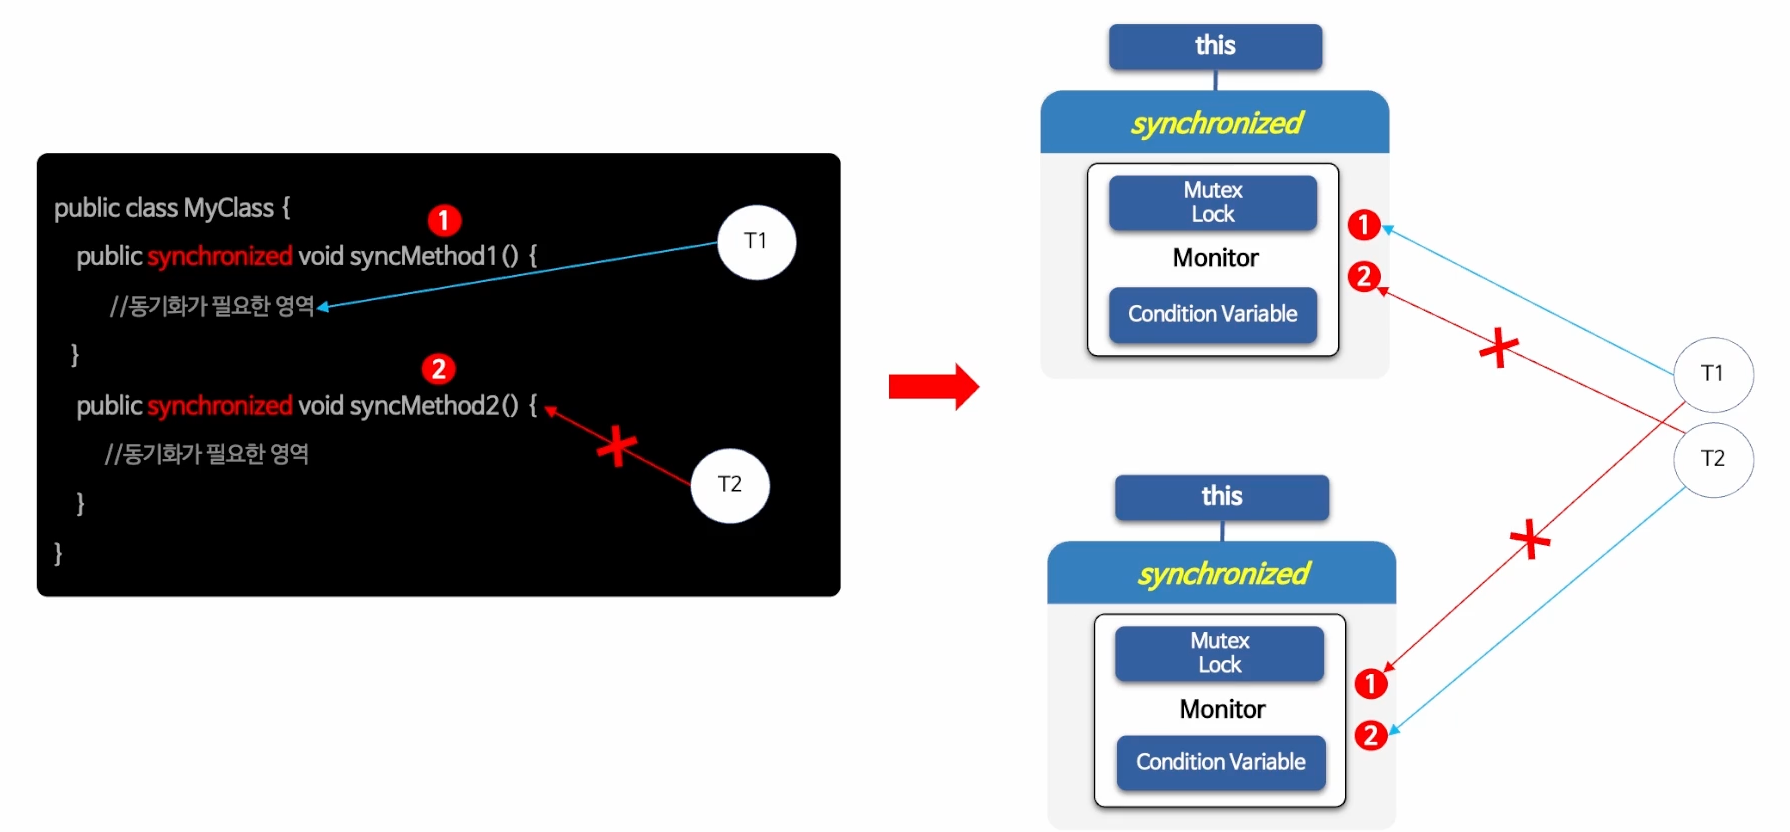 public class MyClass {
1
public synchronized void syncMethod1() {
//동기화가 필요한 영역
}
2
public synchronized void syncMethod2() {
//동기화가 필요한 영역
}
}
T1
T2
this
synchronized
Mutex
Lock
Monitor
Condition Variable
1
2
T1
T2
this
synchronized
Mutex
Lock
Monitor
Condition Variable
1
2